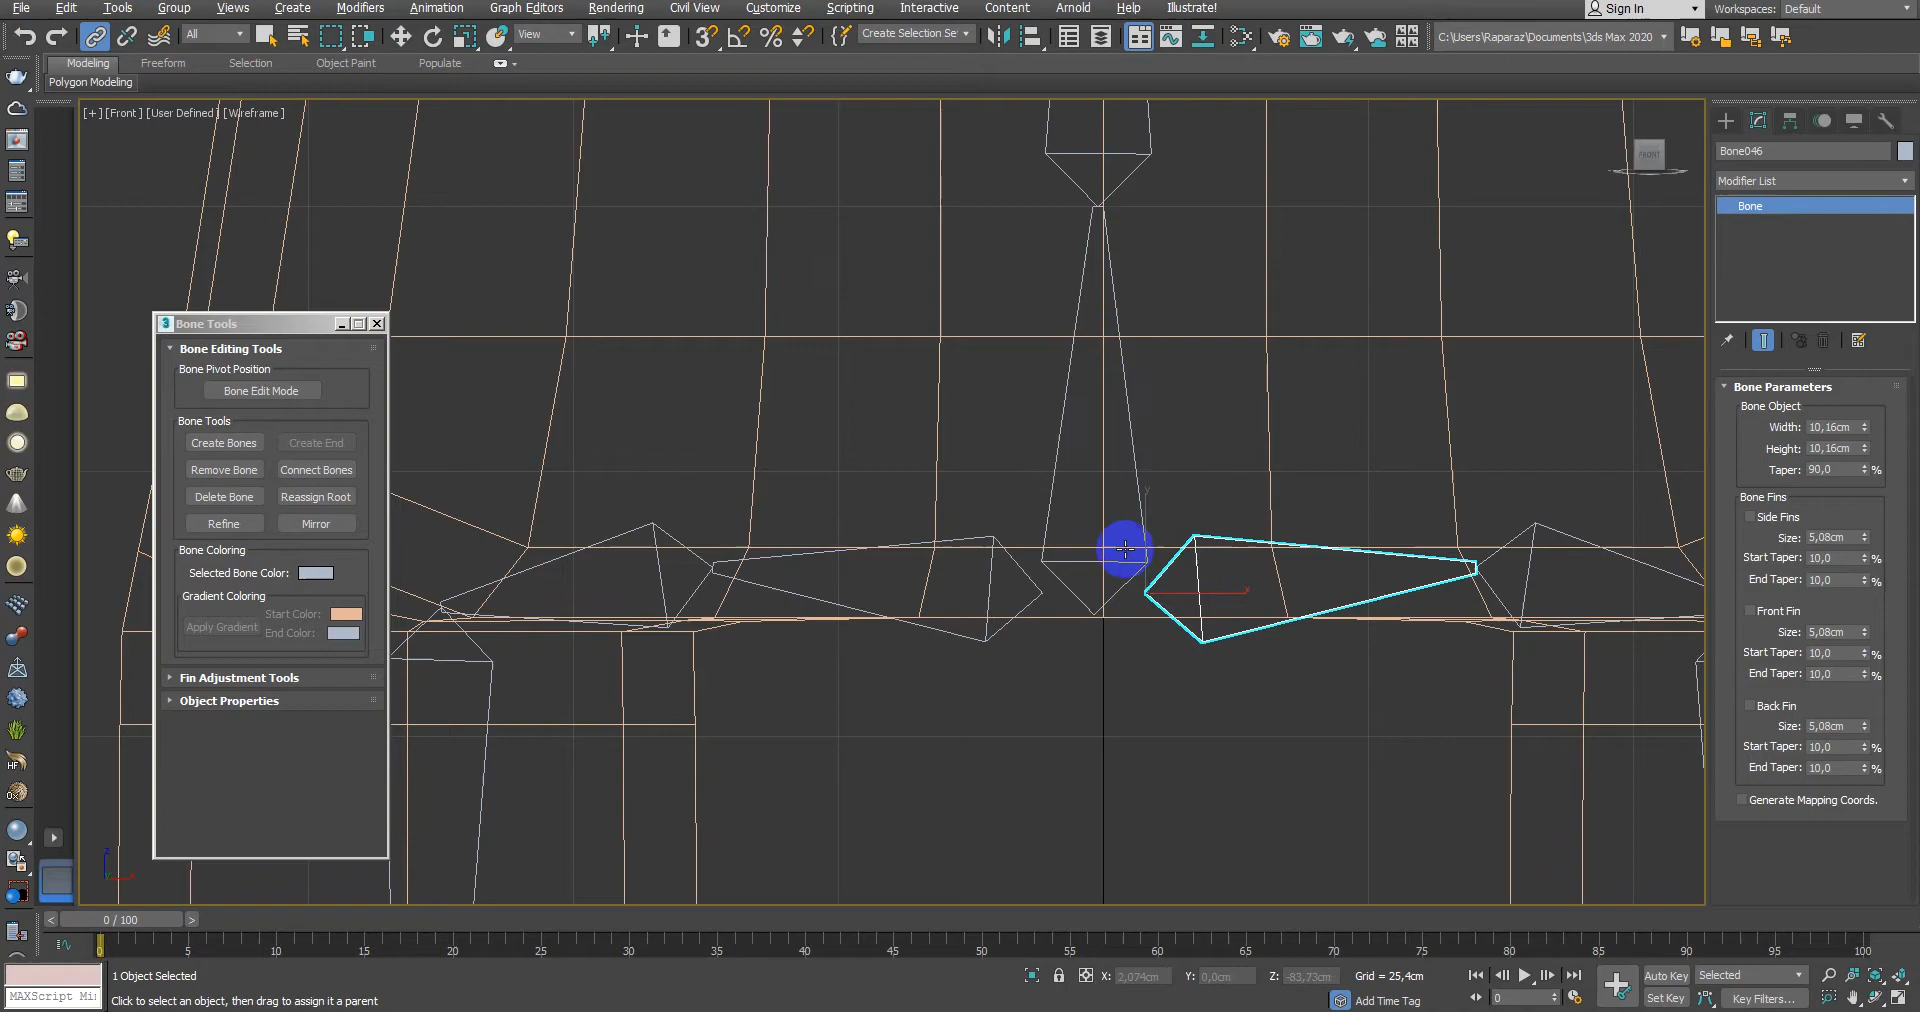 File Edit Tools Group Views Create Modifiers Animation Graph Editors Rendering Civil View Customize Scripting Interactive Content Arnold Help Illustrate! Sign In Workspaces: Default
All View Create Selection Se C:\Users\Raparaz\Documents\3ds Max 2020
Modeling Freeform Selection Object Paint Populate
Polygon Modeling
[+] [Front] [User Defined] [Wireframe]
FRONT
Bone046
Modifier List
Bone
3 Bone Tools
Bone Editing Tools
Bone Pivot Position
Bone Edit Mode
Bone Tools
Create Bones Create End
Remove Bone Connect Bones
Delete Bone Reassign Root
Refine Mirror
Bone Coloring
Selected Bone Color:
Gradient Coloring
Start Color:
Apply Gradient End Color:
Fin Adjustment Tools
Object Properties
Bone Parameters
Bone Object
Width: 10,16cm
Height: 10,16cm
Taper: 90,0 %
Bone Fins
Side Fins
Size: 5,08cm
Start Taper: 10,0 %
End Taper: 10,0 %
Front Fin
Size: 5,08cm
Start Taper: 10,0 %
End Taper: 10,0 %
Back Fin
Size: 5,08cm
Start Taper: 10,0 %
End Taper: 10,0 %
Generate Mapping Coords.
y
x
z
x
0 / 100
0 5 10 15 20 25 30 35 40 45 50 55 60 65 70 75 80 85 90 95 100
1 Object Selected X: 2,074cm Y: 0,0cm Z: -83,73cm Grid = 25,4cm Auto Key Selected
MAXScript Mi Click to select an object, then drag to assign it a parent Add Time Tag 0 Set Key Key Filters...